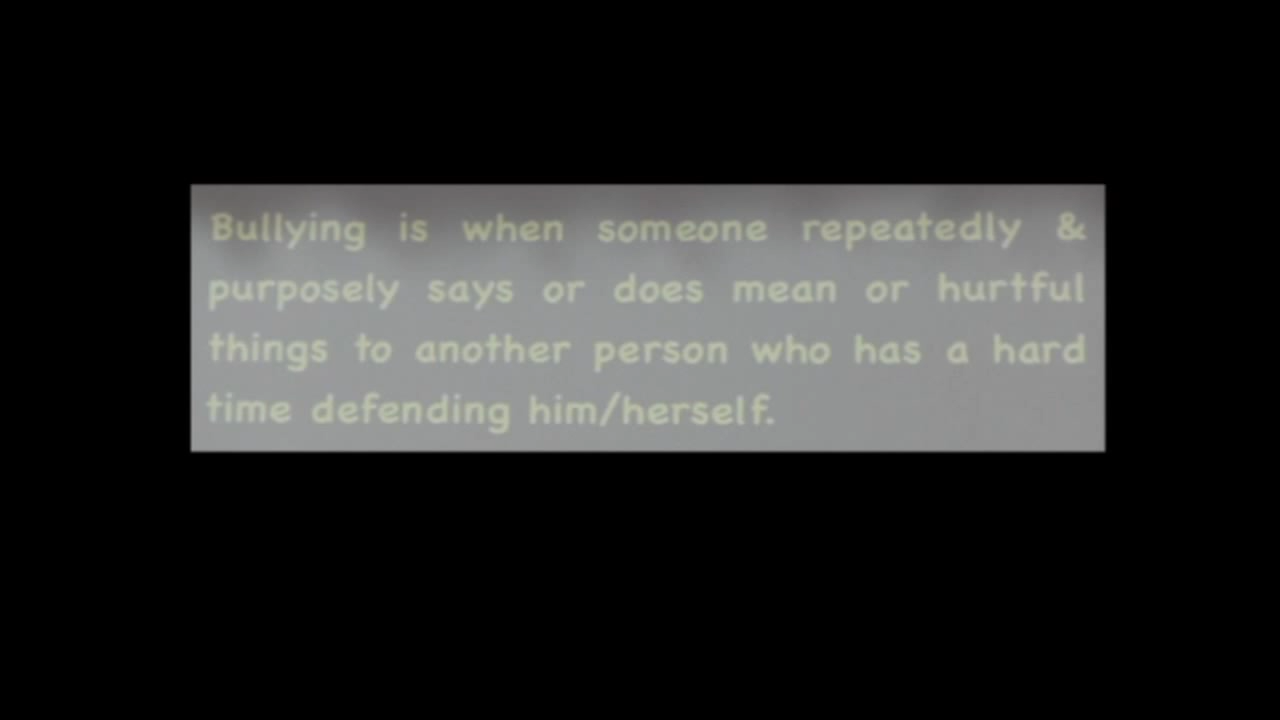 Bullying is when someone repeatedly &
purposely says or does mean or hurtful
things to another person who has a hard
time defending him/herself.